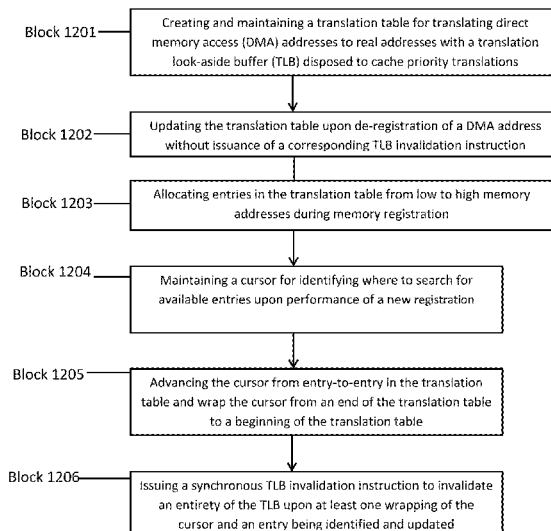 Block 1201
Creating and maintaining a translation table for translating direct
memory access (DMA) addresses to real addresses with a translation
look-aside buffer (TLB) disposed to cache priority translations
Block 1202
Updating the translation table upon de-registration of a DMA address
without issuance of a corresponding TLB invalidation instruction
Block 1203
Allocating entries in the translation table from low to high memory
addresses during memory registration
Block 1204
Maintaining a cursor for identifying where to search for
available entries upon performance of a new registration
Block 1205
Advancing the cursor from entry-to-entry in the translation
table and wrap the cursor from an end of the translation table
to a beginning of the translation table
Block 1206
Issuing a synchronous TLB invalidation instruction to invalidate
an entirety of the TLB upon at least one wrapping of the
cursor and an entry being identified and updated